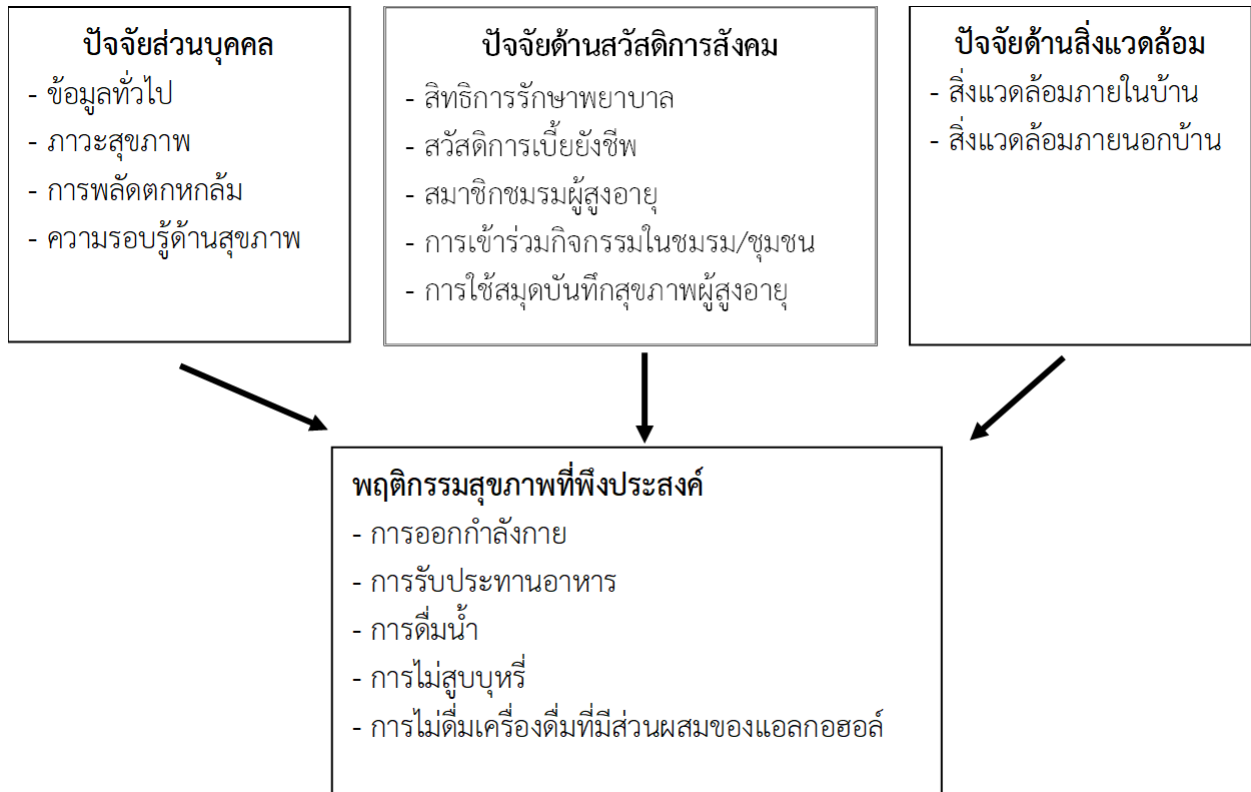 ปัจจัยส่วนบุคคล
- ข้อมูลทั่วไป
- ภาวะสุขภาพ
- การพลัดตกหกล้ม
- ความรอบรู้ด้านสุขภาพ
ปัจจัยด้านสวัสดิการสังคม
- สิทธิการรักษาพยาบาล
- สวัสดิการเบี้ยยังชีพ
- สมาชิกชมรมผู้สูงอายุ
- การเข้าร่วมกิจกรรมในชมรม/ชุมชน
- การใช้สมุดบันทึกสุขภาพผู้สูงอายุ
ปัจจัยด้านสิ่งแวดล้อม
- สิ่งแวดล้อมภายในบ้าน
- สิ่งแวดล้อมภายนอกบ้าน
พฤติกรรมสุขภาพที่พึงประสงค์
- การออกกำลังกาย
- การรับประทานอาหาร
- การดื่มน้ำ
- การไม่สูบบุหรี่
- การไม่ดื่มเครื่องดื่มที่มีส่วนผสมของแอลกอฮอล์